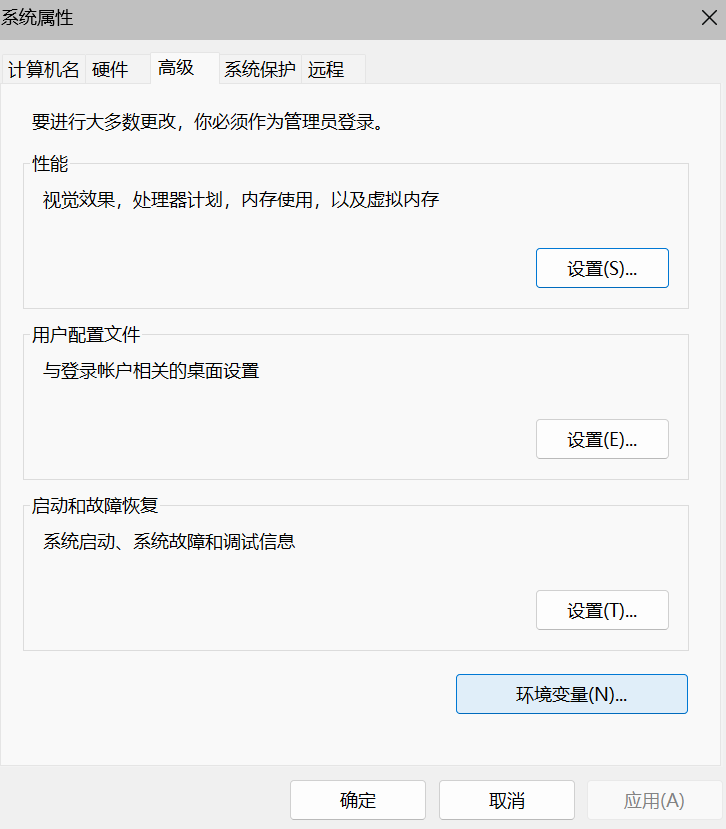 系统属性
计算机名 硬件 高级 系统保护 远程
要进行大多数更改，你必须作为管理员登录。
性能
视觉效果，处理器计划，内存使用，以及虚拟内存
设置(S)...
用户配置文件
与登录帐户相关的桌面设置
设置(E)...
启动和故障恢复
系统启动、系统故障和调试信息
设置(T)...
环境变量(N)...
确定 取消 应用(A)